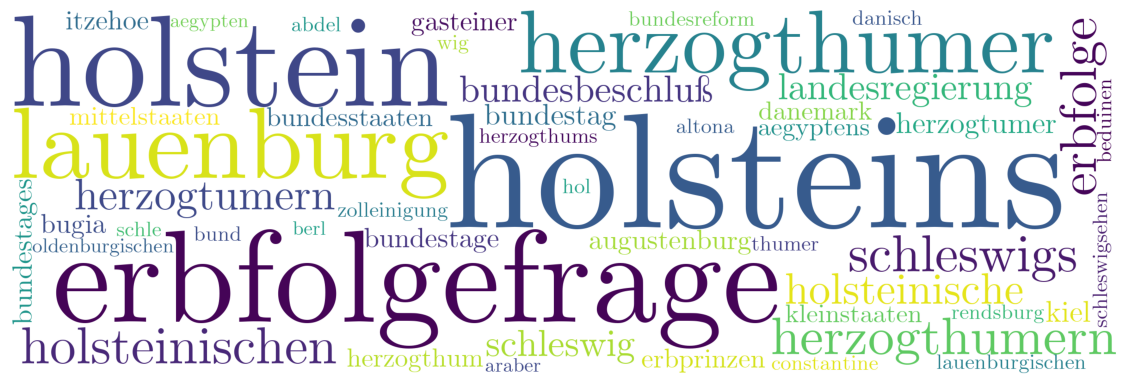 itzehoe aegypten abdel gasteiner bundesreform danisch
wig
holstein herzogthumer erbfolge
bundesbeschluß landesregierung
mittelstaaten bundesstaaten bundestag danemark
herzogthums altona aegyptens herzogtumer beduinen
lauenburg holsteins
herzogtumern hol
zolleinigung
bundestages bugia schle bund berl bundestage augustenburg thumer
oldenburgischen schleswigs schleswigsehen
erbfolgefrage holsteinische
kleinstaaten rendsburg kiel
holsteinischen schleswig herzogthumern
herzogthum araber erbprinzen constantine lauenburgischen